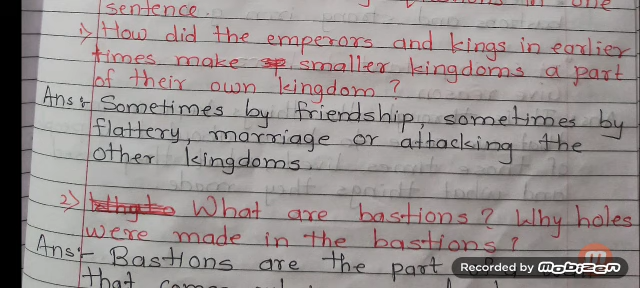 sentence.
1) How did the emperors and kings in earlier
times make smaller kingdoms a part
of their own kingdom?
Ans:- Sometimes by friendship, sometimes by
flattery, marriage or attacking the
other kingdoms.
2) What are bastions? Why holes
were made in the bastions?
Ans:- Bastions are the part
that
Recorded by Mobizen